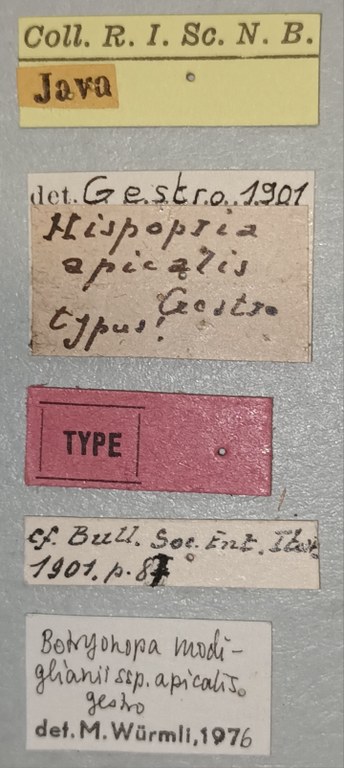 Coll. R. I. Sc. N. B.
Java
det. Gestro 1901
Hispopria
apicalis
Gestro
typus!
TYPE
cf. Bull. Soc. Ent. Ital.
1901. p. 87
Botryonopa modi-
glianii ssp. apicalis
gestro
det. M. Würmli, 1976